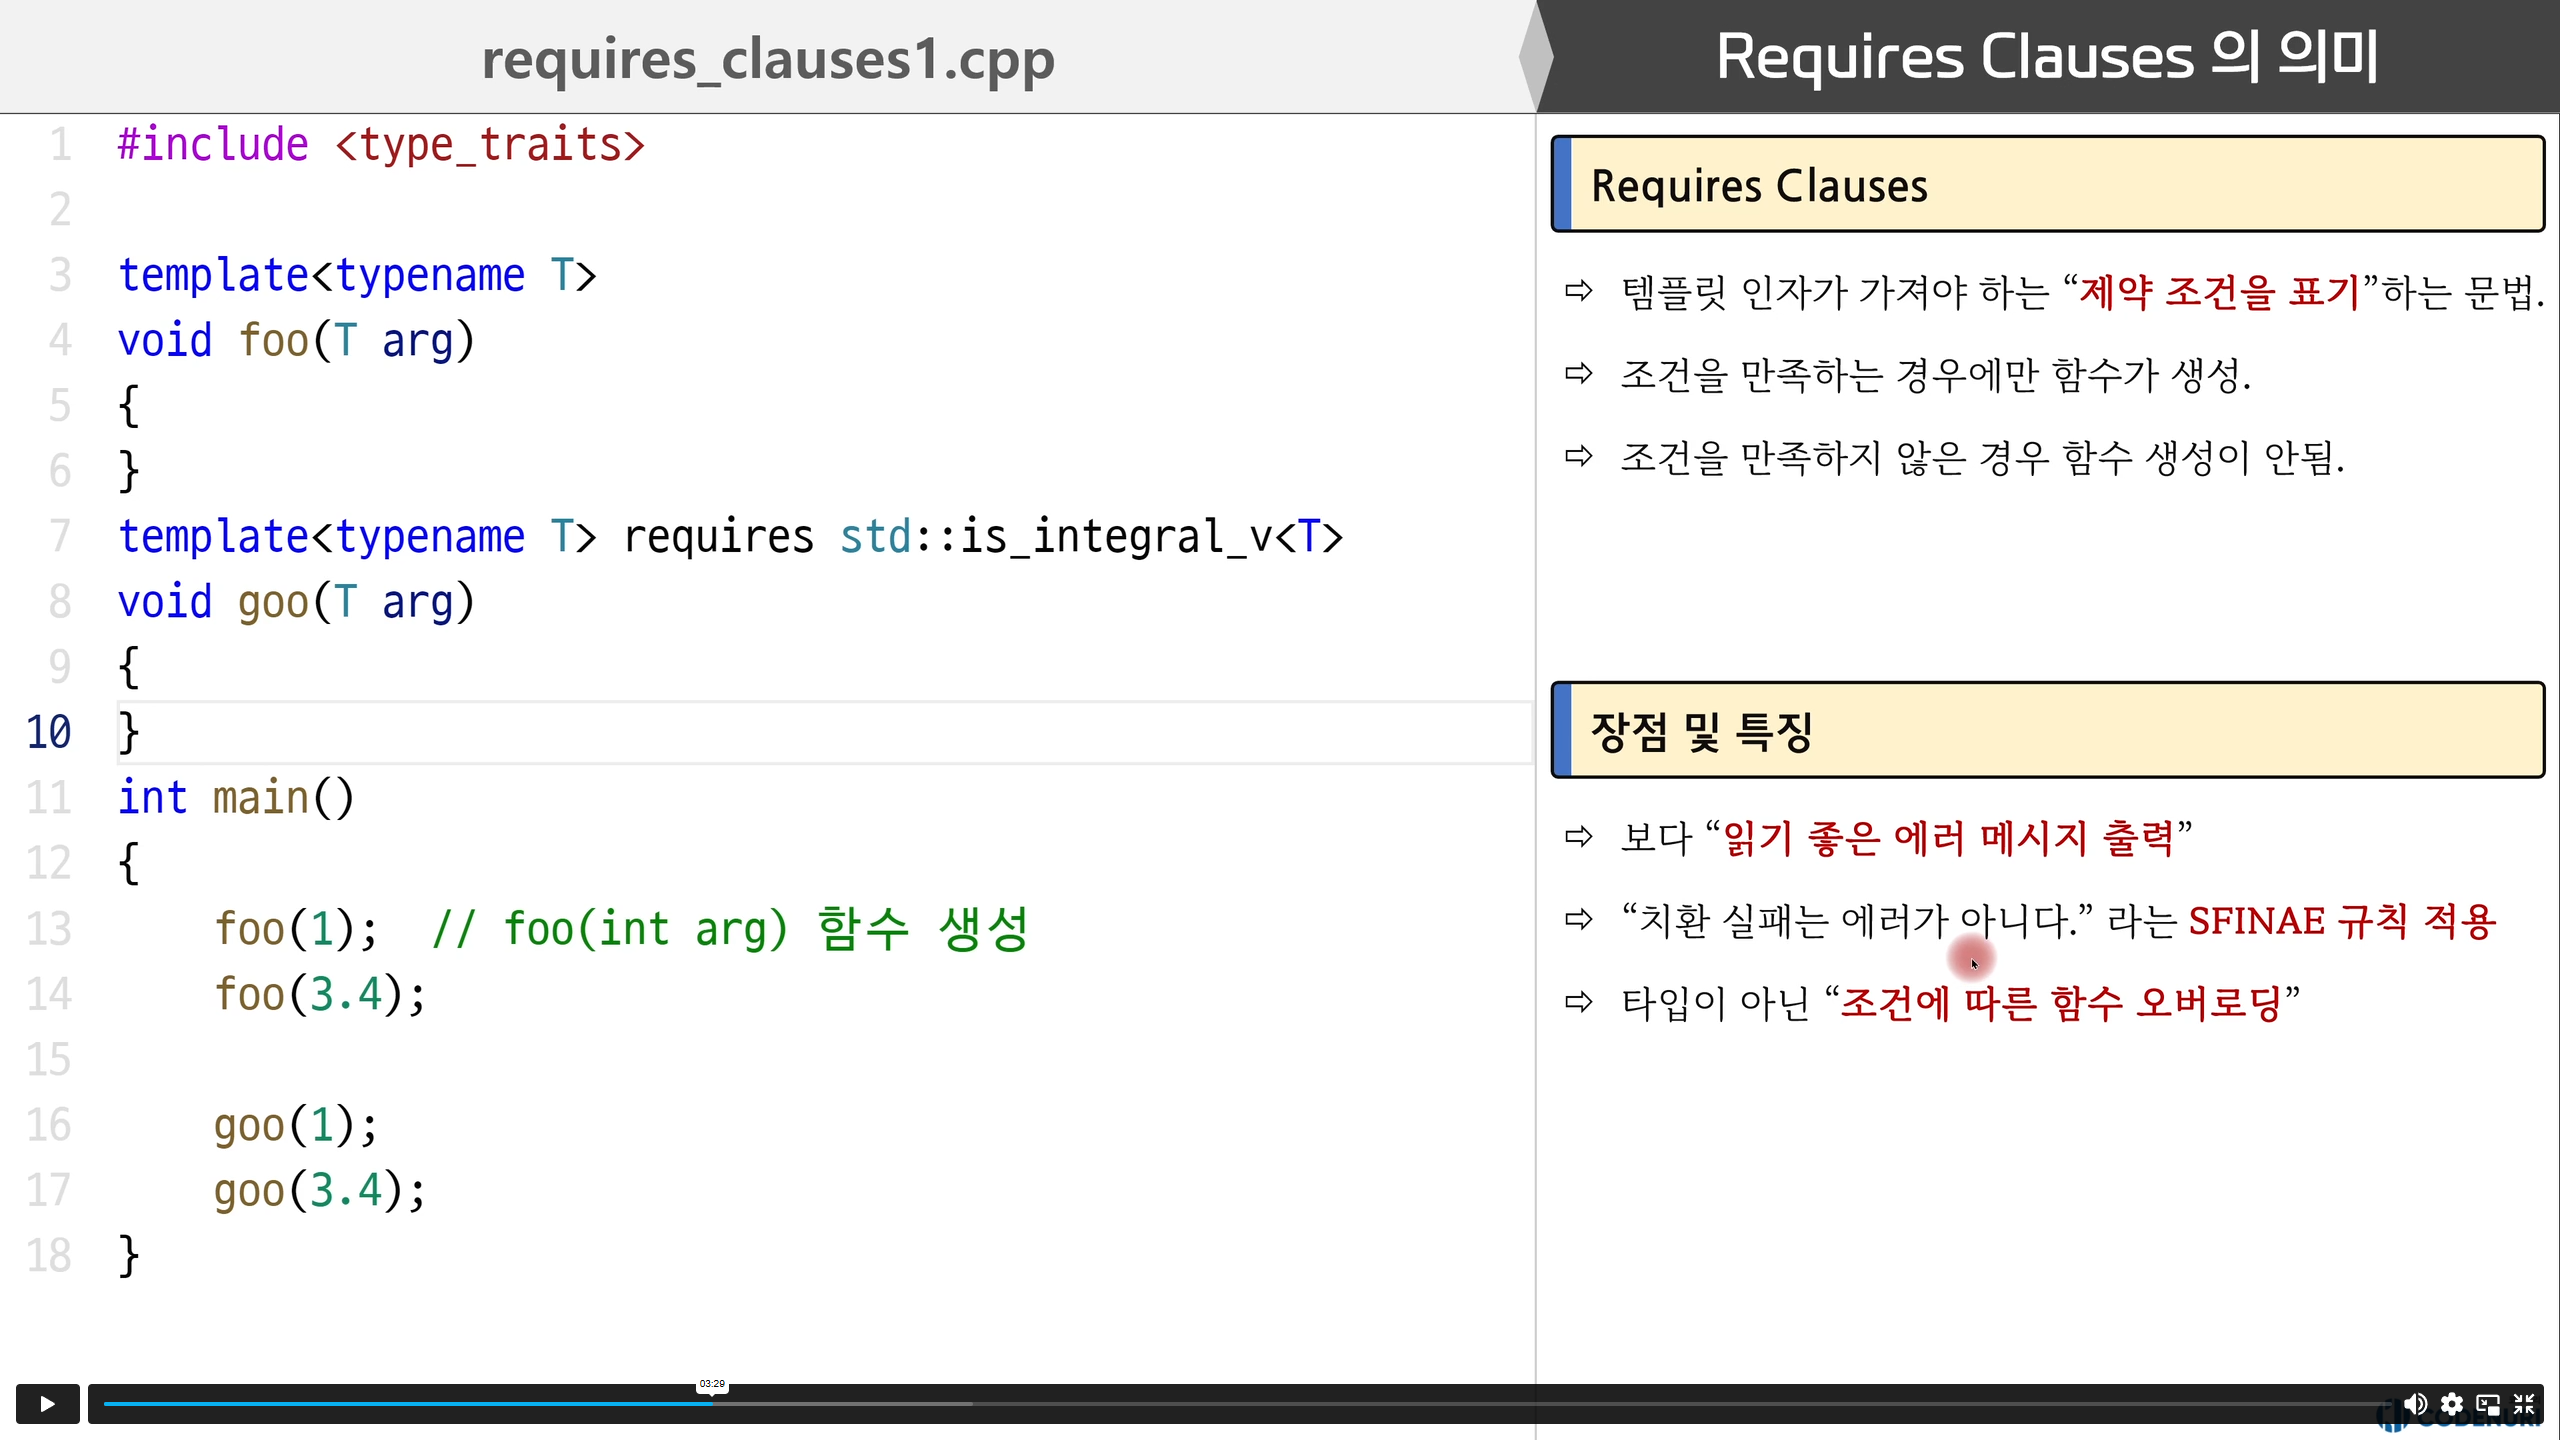 requires_clauses1.cpp
Requires Clauses 의 의미
1 #include <type_traits>
2
3 template<typename T>
4 void foo(T arg)
5 {
6 }
7 template<typename T> requires std::is_integral_v<T>
8 void goo(T arg)
9 {
10 }
11 int main()
12 {
13 foo(1); // foo(int arg) 함수 생성
14 foo(3.4);
15
16 goo(1);
17 goo(3.4);
18 }
Requires Clauses
⇨ 템플릿 인자가 가져야 하는 “제약 조건을 표기”하는 문법.
⇨ 조건을 만족하는 경우에만 함수가 생성.
⇨ 조건을 만족하지 않은 경우 함수 생성이 안됨.
장점 및 특징
⇨ 보다 “읽기 좋은 에러 메시지 출력”
⇨ “치환 실패는 에러가 아니다.” 라는 SFINAE 규칙 적용
⇨ 타입이 아닌 “조건에 따른 함수 오버로딩”
03:29
CODENURI